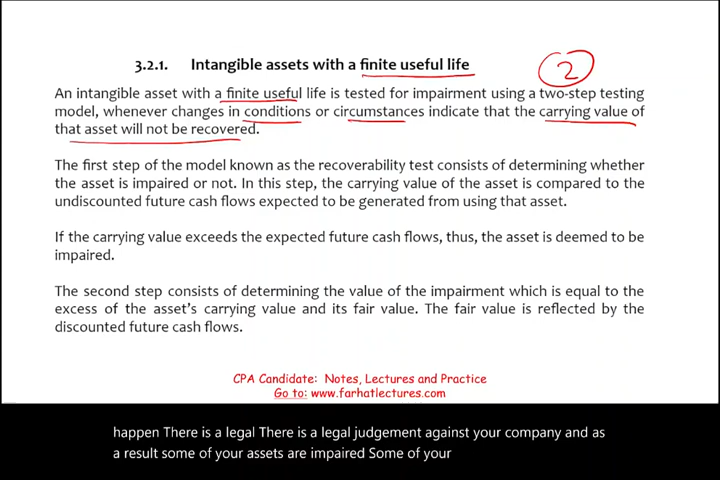 3.2.1. Intangible assets with a finite useful life
2
An intangible asset with a finite useful life is tested for impairment using a two-step testing
model, whenever changes in conditions or circumstances indicate that the carrying value of
that asset will not be recovered.
The first step of the model known as the recoverability test consists of determining whether
the asset is impaired or not. In this step, the carrying value of the asset is compared to the
undiscounted future cash flows expected to be generated from using that asset.
If the carrying value exceeds the expected future cash flows, thus, the asset is deemed to be
impaired.
The second step consists of determining the value of the impairment which is equal to the
excess of the asset's carrying value and its fair value. The fair value is reflected by the
discounted future cash flows.
CPA Candidate: Notes, Lectures and Practice
Go to: www.farhatlectures.com
happen There is a legal There is a legal judgement against your company and as
a result some of your assets are impaired Some of your